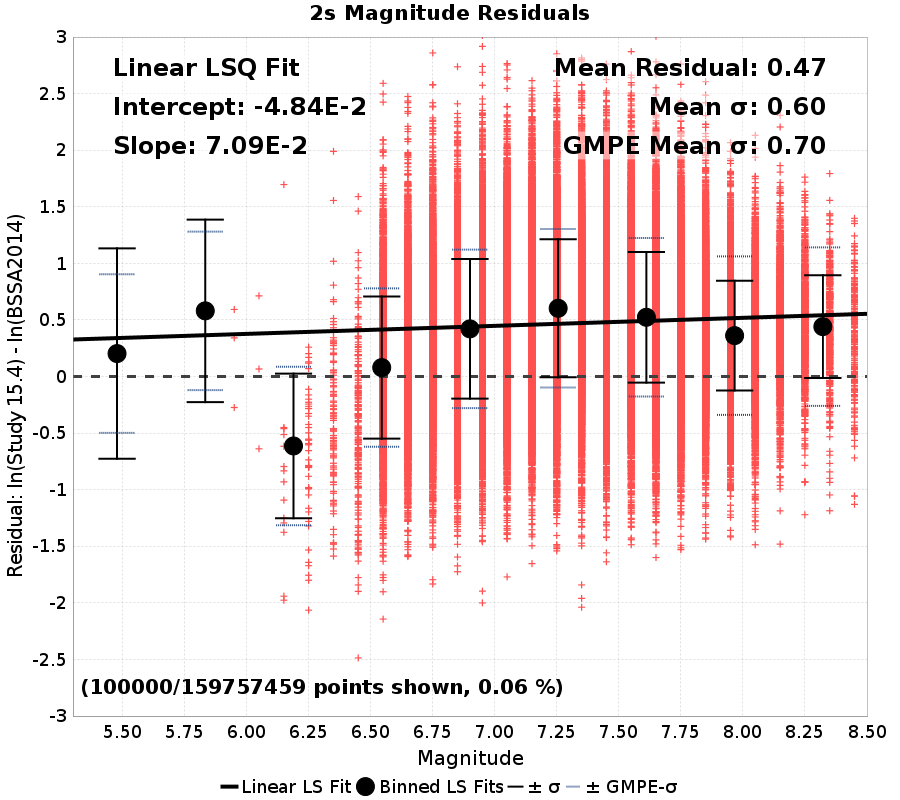 2s Magnitude Residuals
Linear LSQ Fit
Intercept: -4.84E-2
Slope: 7.09E-2
Mean Residual: 0.47
Mean σ: 0.60
GMPE Mean σ: 0.70
3
2.5
2
1.5
1
0.5
0
-0.5
-1
-1.5
-2
-2.5
-3
Residual: ln(Study 15.4) - ln(BSSA2014)
(100000/159757459 points shown, 0.06 %)
5.50 5.75 6.00 6.25 6.50 6.75 7.00 7.25 7.50 7.75 8.00 8.25 8.50
Magnitude
Linear LS Fit Binned LS Fits ± σ ± GMPE-σ